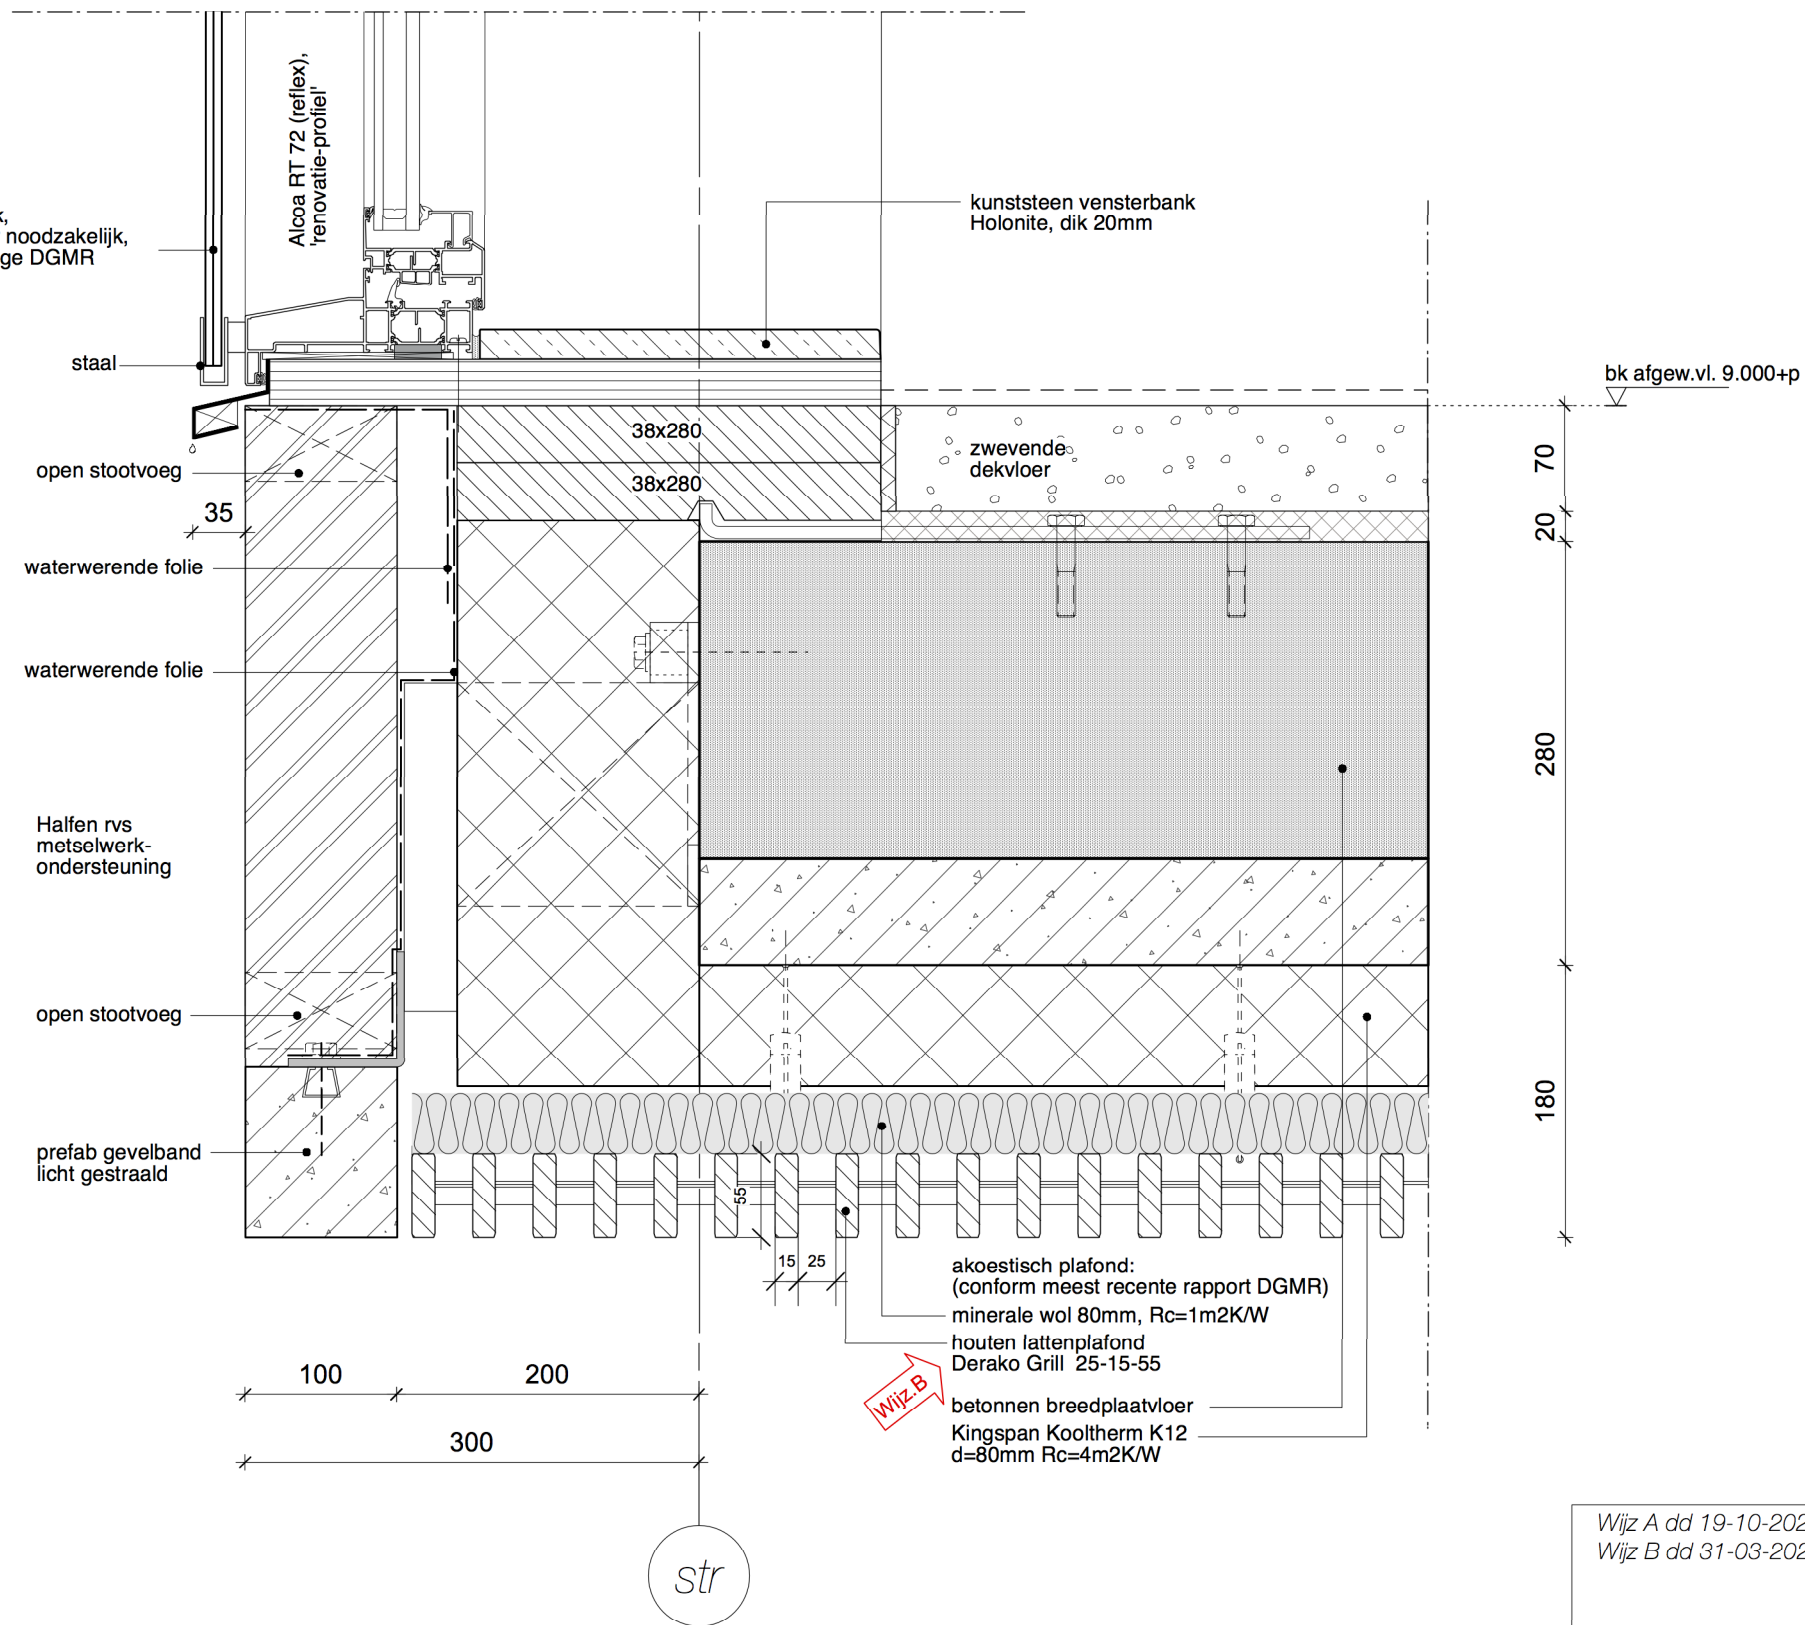 Alcoa RT 72 (reflex),
'renovatie-profiel'
kunststeen vensterbank
Holonite, dik 20mm
noodzakelijk,
ge DGMR
staal
bk afgew.vl. 9.000+p
38x280
38x280
zwevende
dekvloer
open stootvoeg
35
70
20
waterwerende folie
waterwerende folie
280
Halfen rvs
metselwerk-
ondersteuning
open stootvoeg
180
prefab gevelband
licht gestraald
55
15 25
akoestisch plafond:
(conform meest recente rapport DGMR)
minerale wol 80mm, Rc=1m2K/W
houten lattenplafond
Derako Grill 25-15-55
Wijz.B
betonnen breedplaatvloer
Kingspan Kooltherm K12
d=80mm Rc=4m2K/W
100 200
300
str
Wijz A dd 19-10-202
Wijz B dd 31-03-202